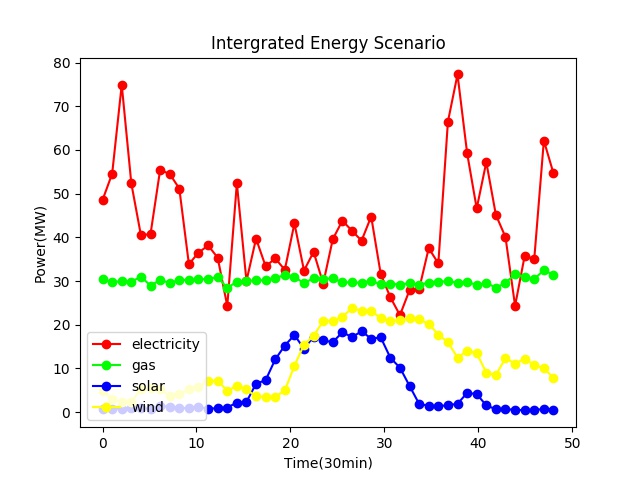 Intergrated Energy Scenario
Power(MW)
80
70
60
50
40
30
20
10
0
electricity
gas
solar
wind
0 10 20 30 40 50
Time(30min)